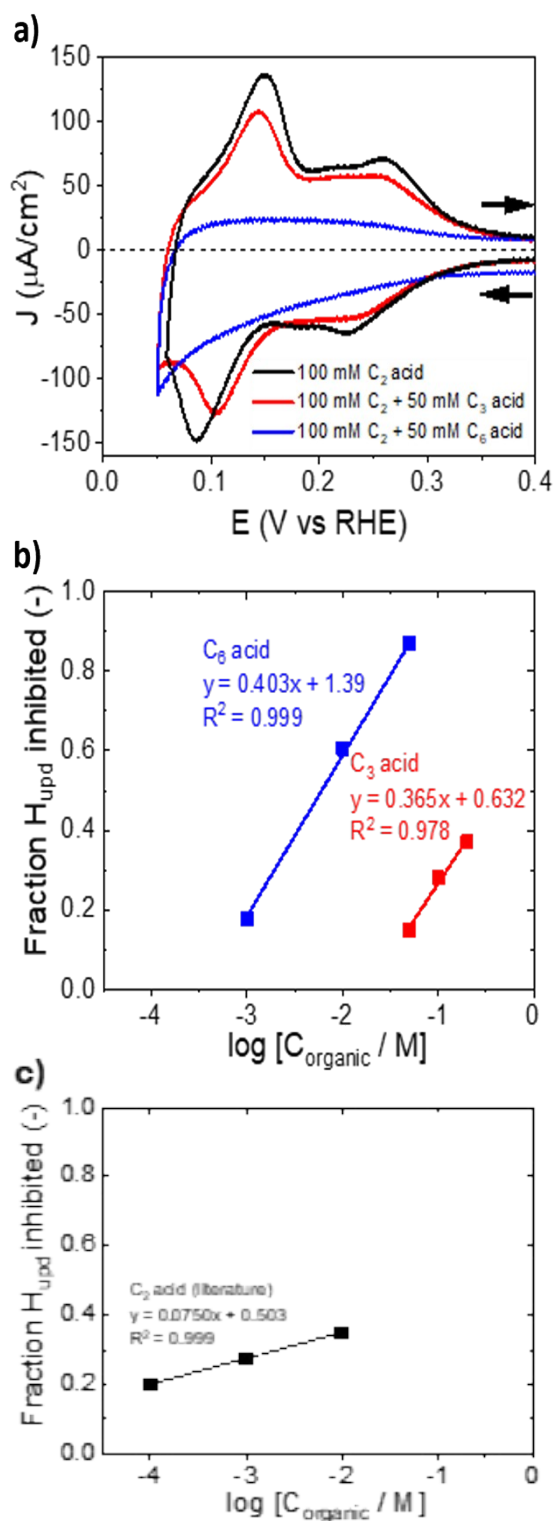 a)
150
100
50
0
-50
-100
-150
J (μA/cm²)
100 mM C₂ acid
100 mM C₂ + 50 mM C₃ acid
100 mM C₂ + 50 mM C₆ acid
0.0 0.1 0.2 0.3 0.4
E (V vs RHE)
b)
1.0
0.8
0.6
0.4
0.2
0.0
Fraction Hupd inhibited (-)
C₆ acid
y = 0.403x + 1.39
R² = 0.999
C₃ acid
y = 0.365x + 0.632
R² = 0.978
-4 -3 -2 -1 0
log [Corganic / M]
c)
1.0
0.8
0.6
0.4
0.2
0.0
Fraction Hupd inhibited (-)
C₂ acid (literature)
y = 0.0750x + 0.503
R² = 0.999
-4 -3 -2 -1 0
log [Corganic / M]